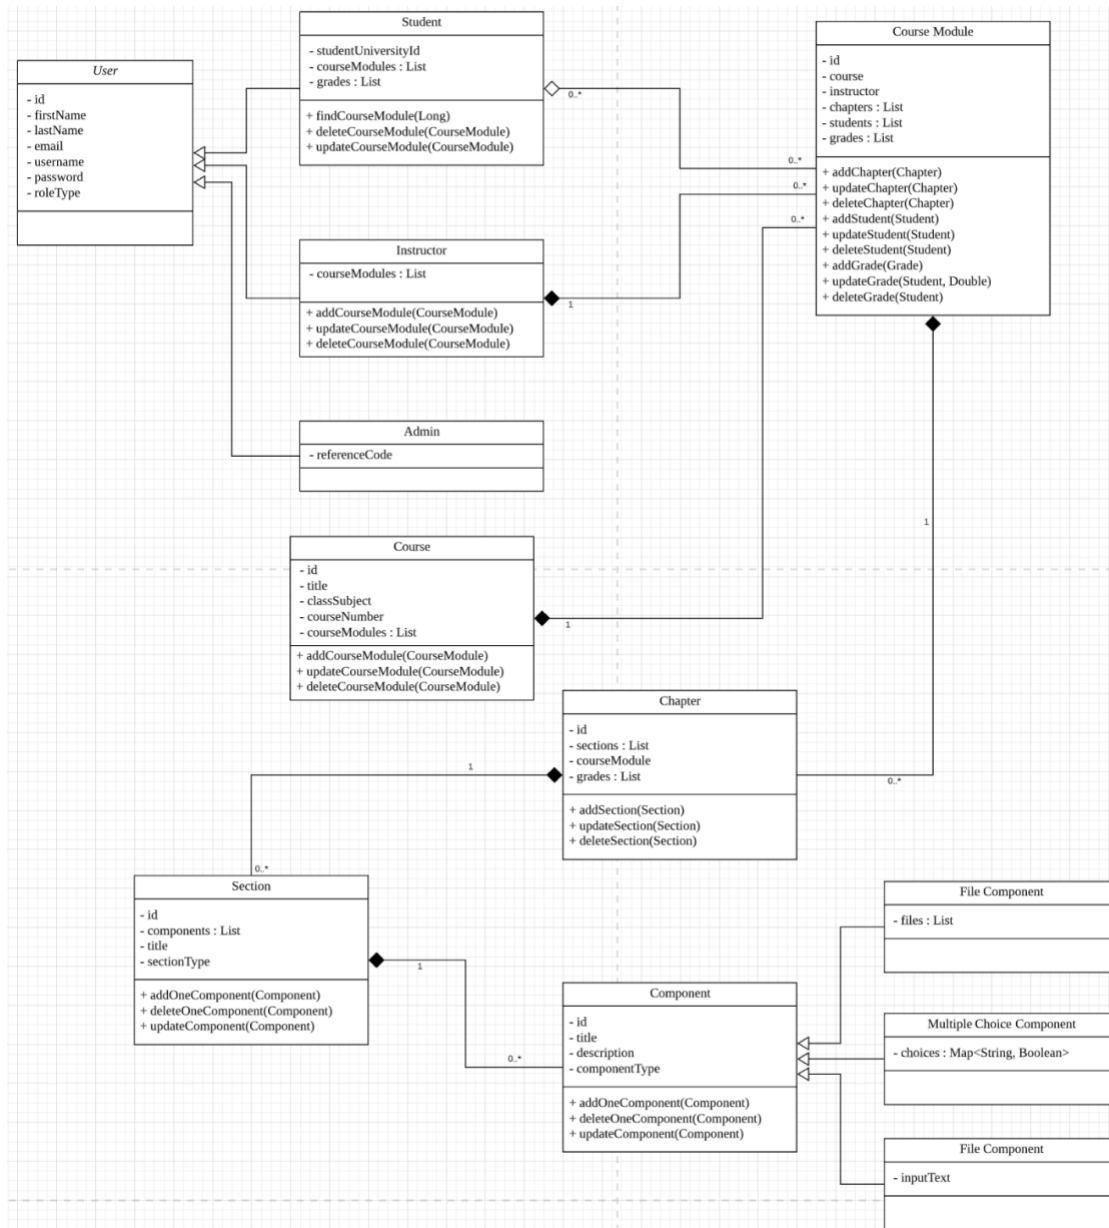 User
- id
- firstName
- lastName
- email
- username
- password
- roleType
Student
- studentUniversityId
- courseModules : List
- grades : List
+ findCourseModule(Long)
+ deleteCourseModule(CourseModule)
+ updateCourseModule(CourseModule)
0..*
Course Module
- id
- course
- instructor
- chapters : List
- students : List
- grades : List
+ addChapter(Chapter)
+ updateChapter(Chapter)
+ deleteChapter(Chapter)
+ addStudent(Student)
+ updateStudent(Student)
+ deleteStudent(Student)
+ addGrade(Grade)
+ updateGrade(Student, Double)
+ deleteGrade(Student)
0..*
0..*
0..*
Instructor
- courseModules : List
+ addCourseModule(CourseModule)
+ updateCourseModule(CourseModule)
+ deleteCourseModule(CourseModule)
1
Admin
- referenceCode
1
Course
- id
- title
- classSubject
- courseNumber
- courseModules : List
+ addCourseModule(CourseModule)
+ updateCourseModule(CourseModule)
+ deleteCourseModule(CourseModule)
1
Chapter
- id
- sections : List
- courseModule
- grades : List
+ addSection(Section)
+ updateSection(Section)
+ deleteSection(Section)
0..*
1
0..*
Section
- id
- components : List
- title
- sectionType
+ addOneComponent(Component)
+ deleteOneComponent(Component)
+ updateComponent(Component)
1
0..*
Component
- id
- title
- description
- componentType
+ addOneComponent(Component)
+ deleteOneComponent(Component)
+ updateComponent(Component)
File Component
- files : List
Multiple Choice Component
- choices : Map<String, Boolean>
File Component
- inputText